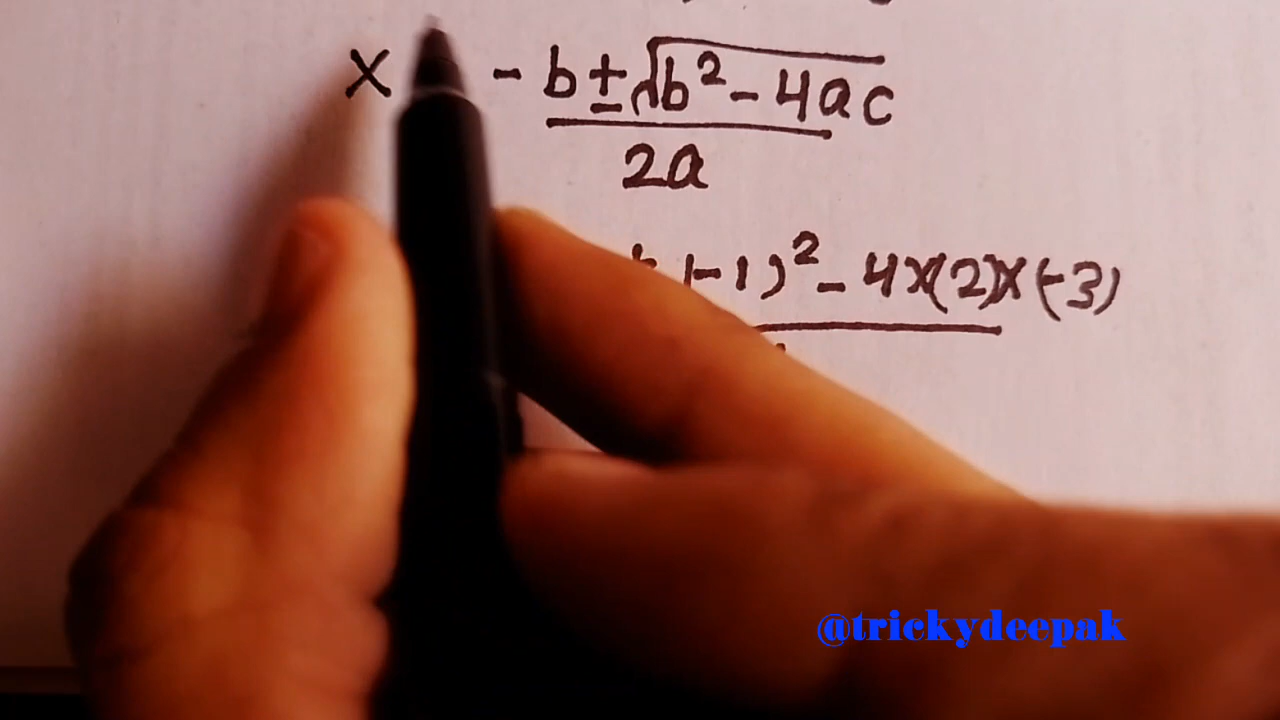 x - b ± √b² - 4ac
2a
(-1)² - 4x(2)x(-3)
@trickydeepak